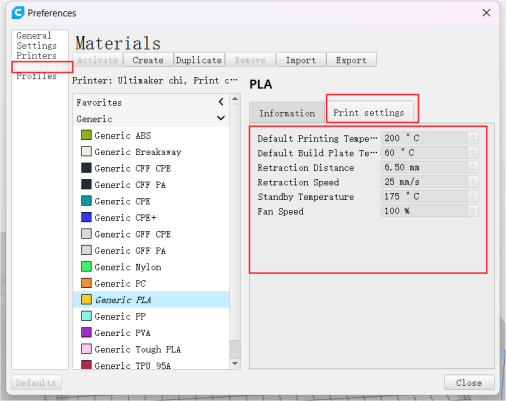 Preferences
General
Settings
Printers
Profiles
Materials
Activate Create Duplicate Remove Import Export
Printer: Ultimaker chi, Print c…
Favorites
Generic
Generic ABS
Generic Breakaway
Generic CFF CPE
Generic CFF PA
Generic CPE
Generic CPE+
Generic GFF CPE
Generic GFF PA
Generic Nylon
Generic PC
Generic PLA
Generic PP
Generic PVA
Generic Tough PLA
Generic TPU 95A
PLA
Information Print settings
Default Printing Tempe… 200 °C
Default Build Plate Te… 60 °C
Retraction Distance 6.50 mm
Retraction Speed 25 mm/s
Standby Temperature 175 °C
Fan Speed 100 %
Defaults Close